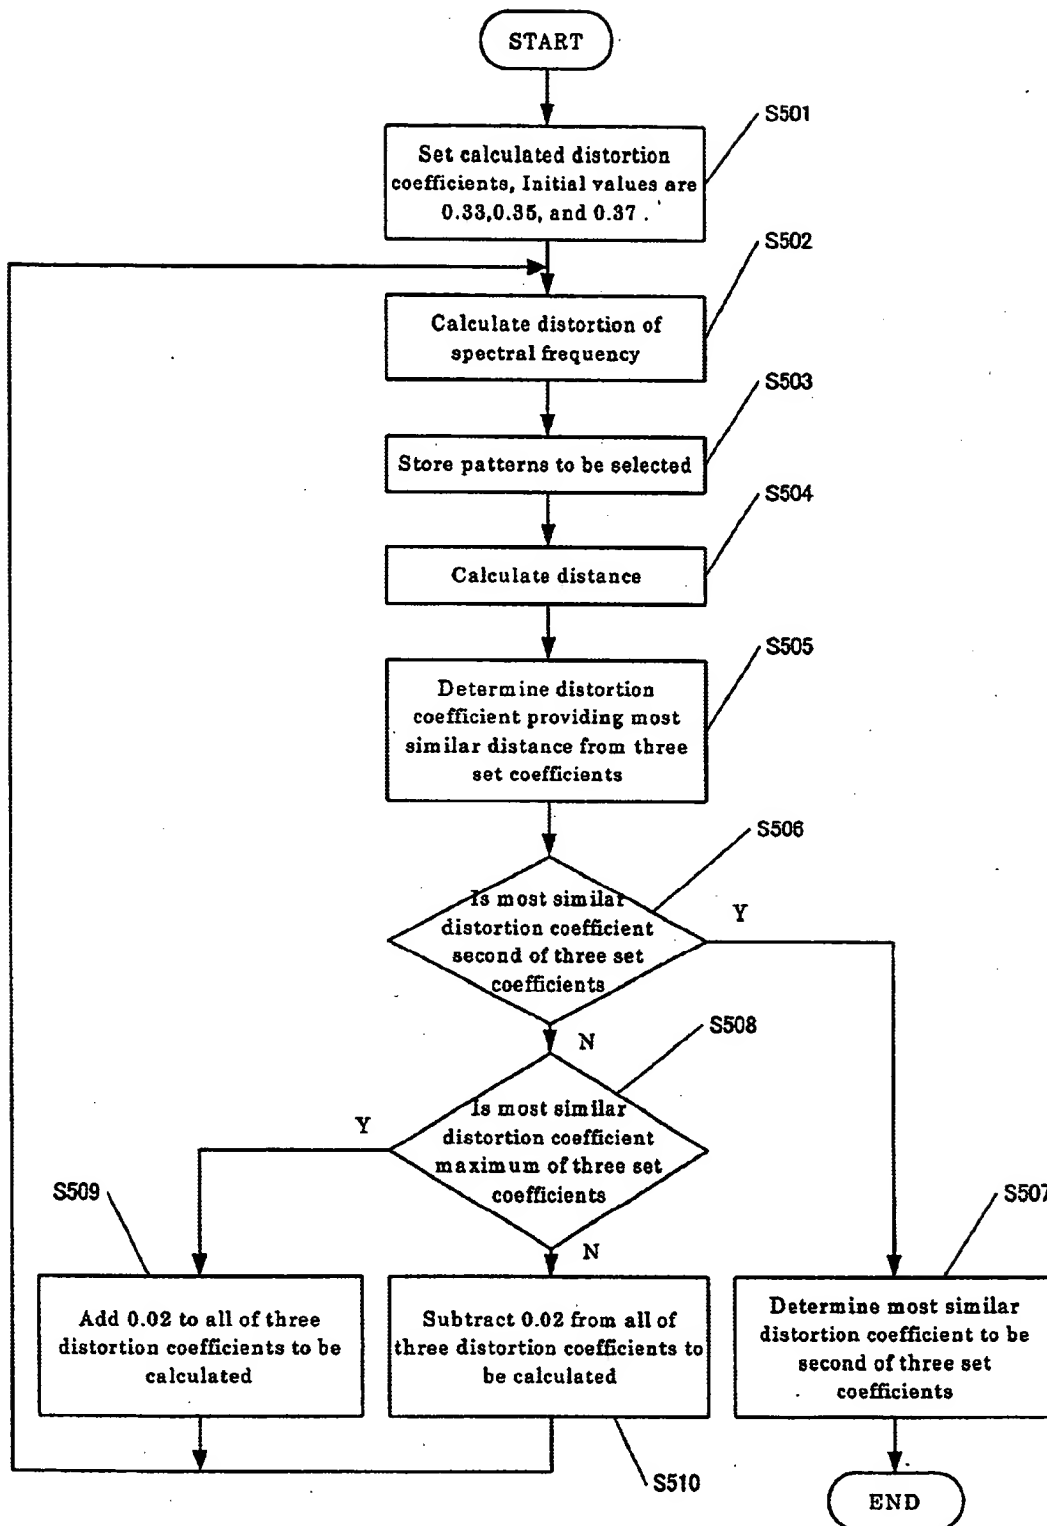 START
S501
Set calculated distortion
coefficients, Initial values are
0.33,0.35, and 0.37 .
S502
Calculate distortion of
spectral frequency
S503
Store patterns to be selected
S504
Calculate distance
S505
Determine distortion
coefficient providing most
similar distance from three
set coefficients
S506
Is most similar
distortion coefficient
second of three set
coefficients
Y
N
S508
Is most similar
distortion coefficient
maximum of three set
coefficients
Y
N
S509
Add 0.02 to all of three
distortion coefficients to be
calculated
Subtract 0.02 from all of
three distortion coefficients to
be calculated
S510
S507
Determine most similar
distortion coefficient to be
second of three set
coefficients
END